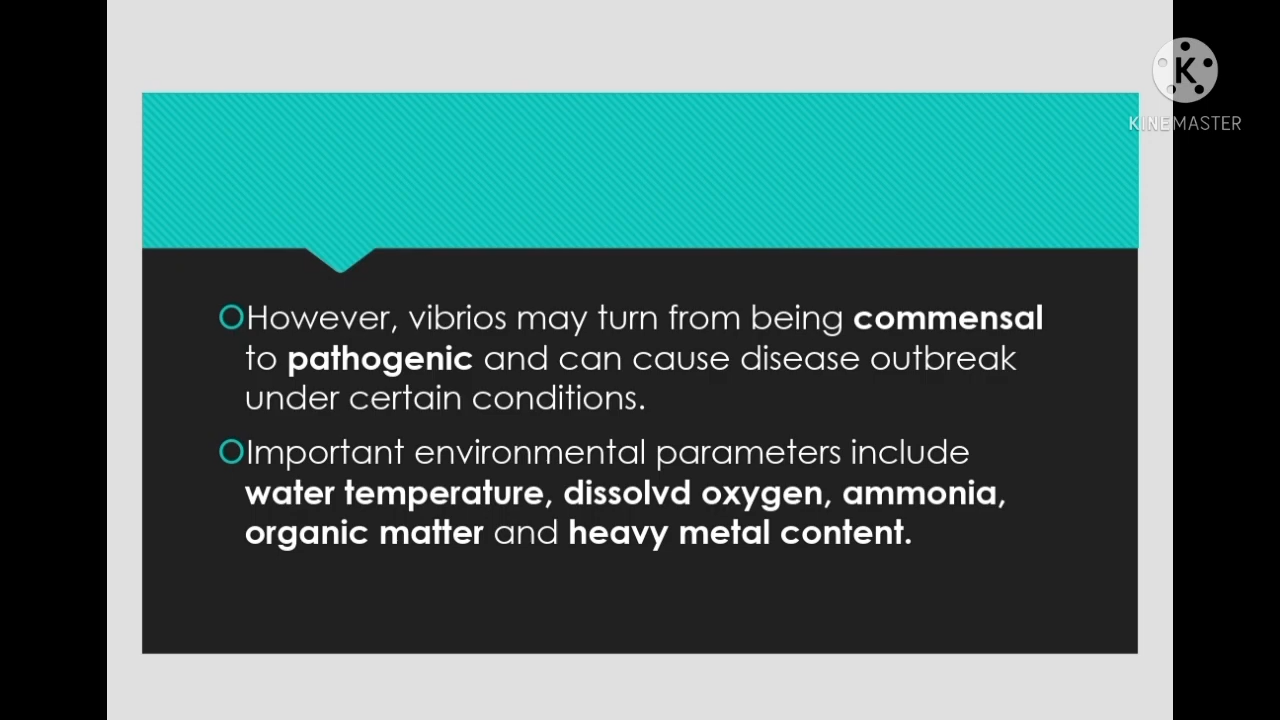 K
KINEMASTER
However, vibrios may turn from being commensal
to pathogenic and can cause disease outbreak
under certain conditions.
Important environmental parameters include
water temperature, dissolvd oxygen, ammonia,
organic matter and heavy metal content.